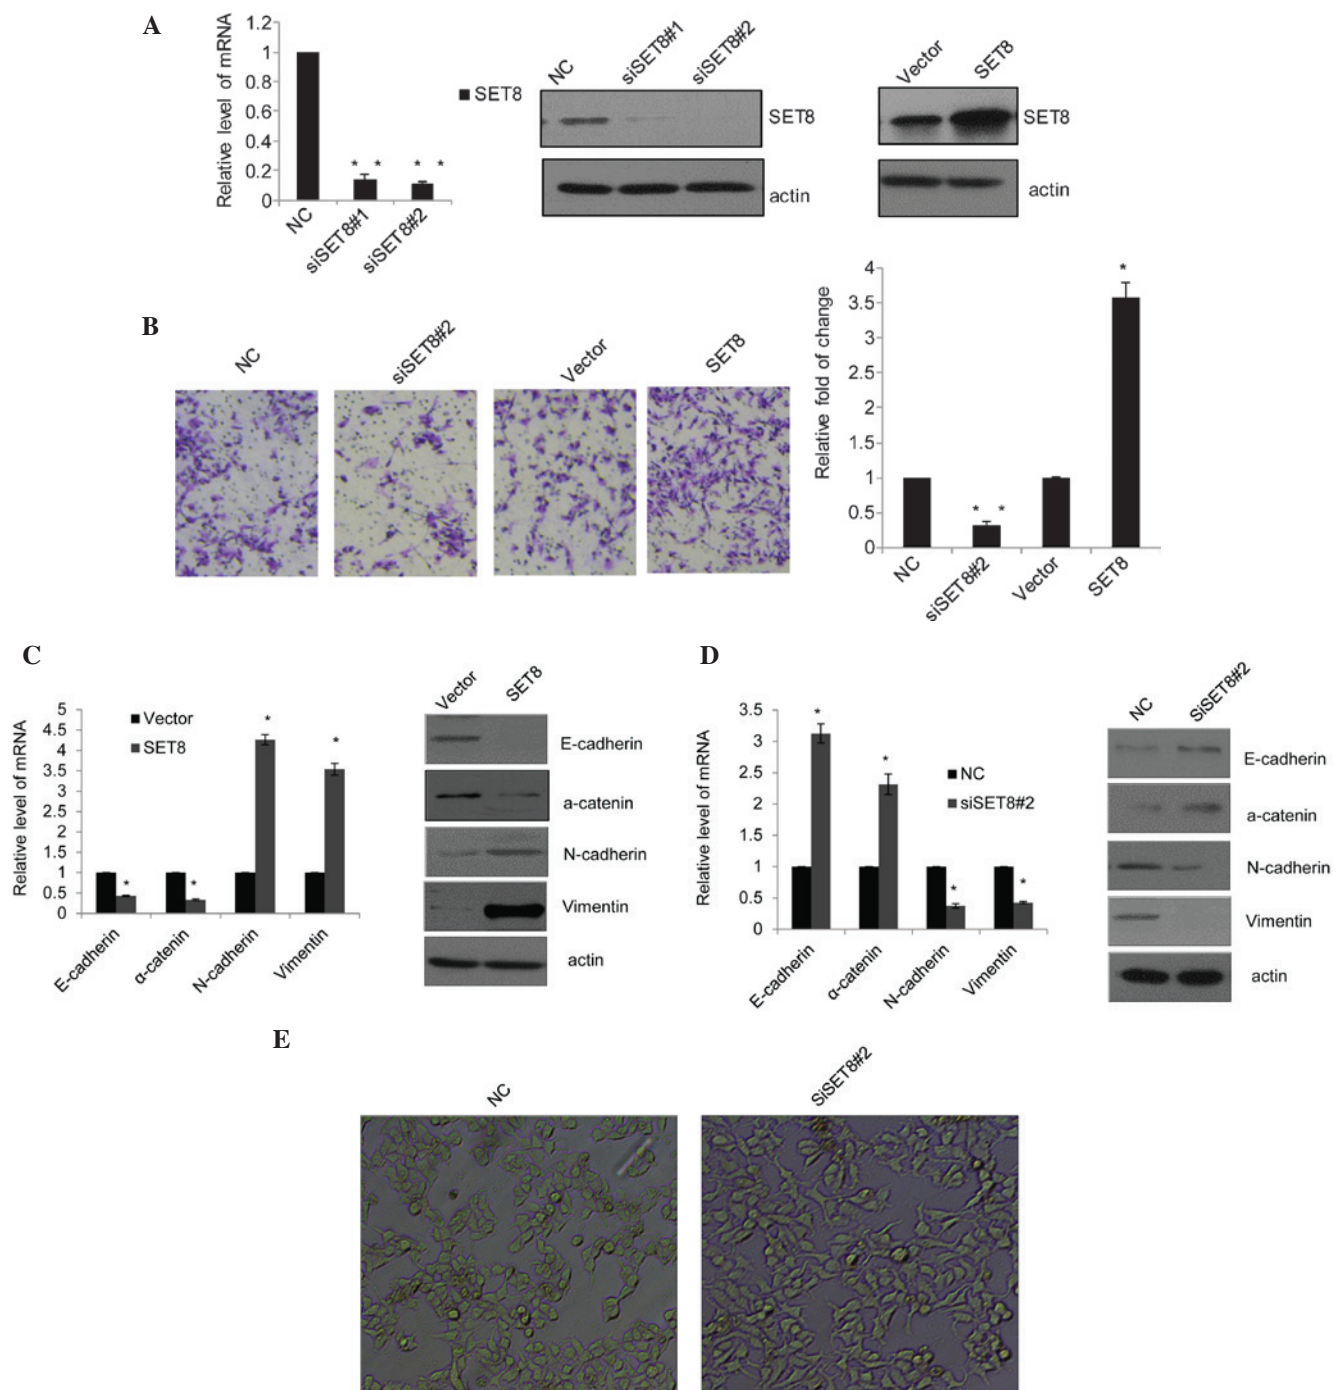 A
Relative level of mRNA
1.2
1
0.8
0.6
0.4
0.2
0
* *
* *
NC
siSET8#1
siSET8#2
SET8
NC
siSET8#1
siSET8#2
SET8
actin
Vector
SET8
SET8
actin
B
NC
siSET8#2
Vector
SET8
Relative fold of change
4
3.5
3
2.5
2
1.5
1
0.5
0
* *
*
NC
siSET8#2
Vector
SET8
C
Relative level of mRNA
5
4.5
4
3.5
3
2.5
2
1.5
1
0.5
0
Vector
SET8
*
*
*
*
E-cadherin
α-catenin
N-cadherin
Vimentin
Vector
SET8
E-cadherin
a-catenin
N-cadherin
Vimentin
actin
D
Relative level of mRNA
3.5
3
2.5
2
1.5
1
0.5
0
NC
siSET8#2
*
*
*
*
E-cadherin
α-catenin
N-cadherin
Vimentin
NC
SiSET8#2
E-cadherin
a-catenin
N-cadherin
Vimentin
actin
E
NC
SiSET8#2